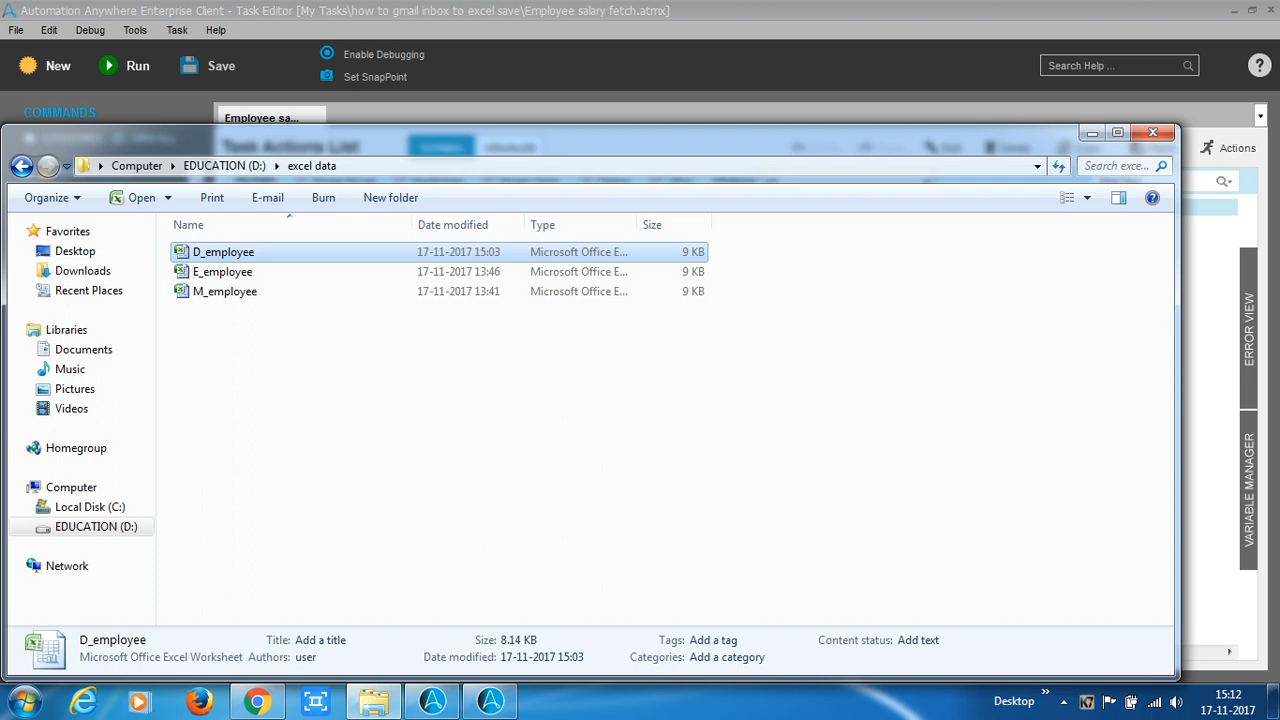 Automation Anywhere Enterprise Client - Task Editor [My Tasks\how to gmail inbox to excel save\Employee salary fetch.atmx]
File Edit Debug Tools Task Help
New Run Save Enable Debugging
Set SnapPoint
Search Help ...
COMMANDS
Employee sa...
Task Actions List
Actions
Computer EDUCATION (D:) excel data
Search exce...
Organize Open Print E-mail Burn New folder
Name Date modified Type Size
D_employee 17-11-2017 15:03 Microsoft Office E... 9 KB
E_employee 17-11-2017 13:46 Microsoft Office E... 9 KB
M_employee 17-11-2017 13:41 Microsoft Office E... 9 KB
Favorites
Desktop
Downloads
Recent Places
Libraries
Documents
Music
Pictures
Videos
Homegroup
Computer
Local Disk (C:)
EDUCATION (D:)
Network
ERROR VIEW
VARIABLE MANAGER
D_employee Title: Add a title Size: 8.14 KB Tags: Add a tag Content status: Add text
Microsoft Office Excel Worksheet Authors: user Date modified: 17-11-2017 15:03 Categories: Add a category
Desktop
15:12
17-11-2017